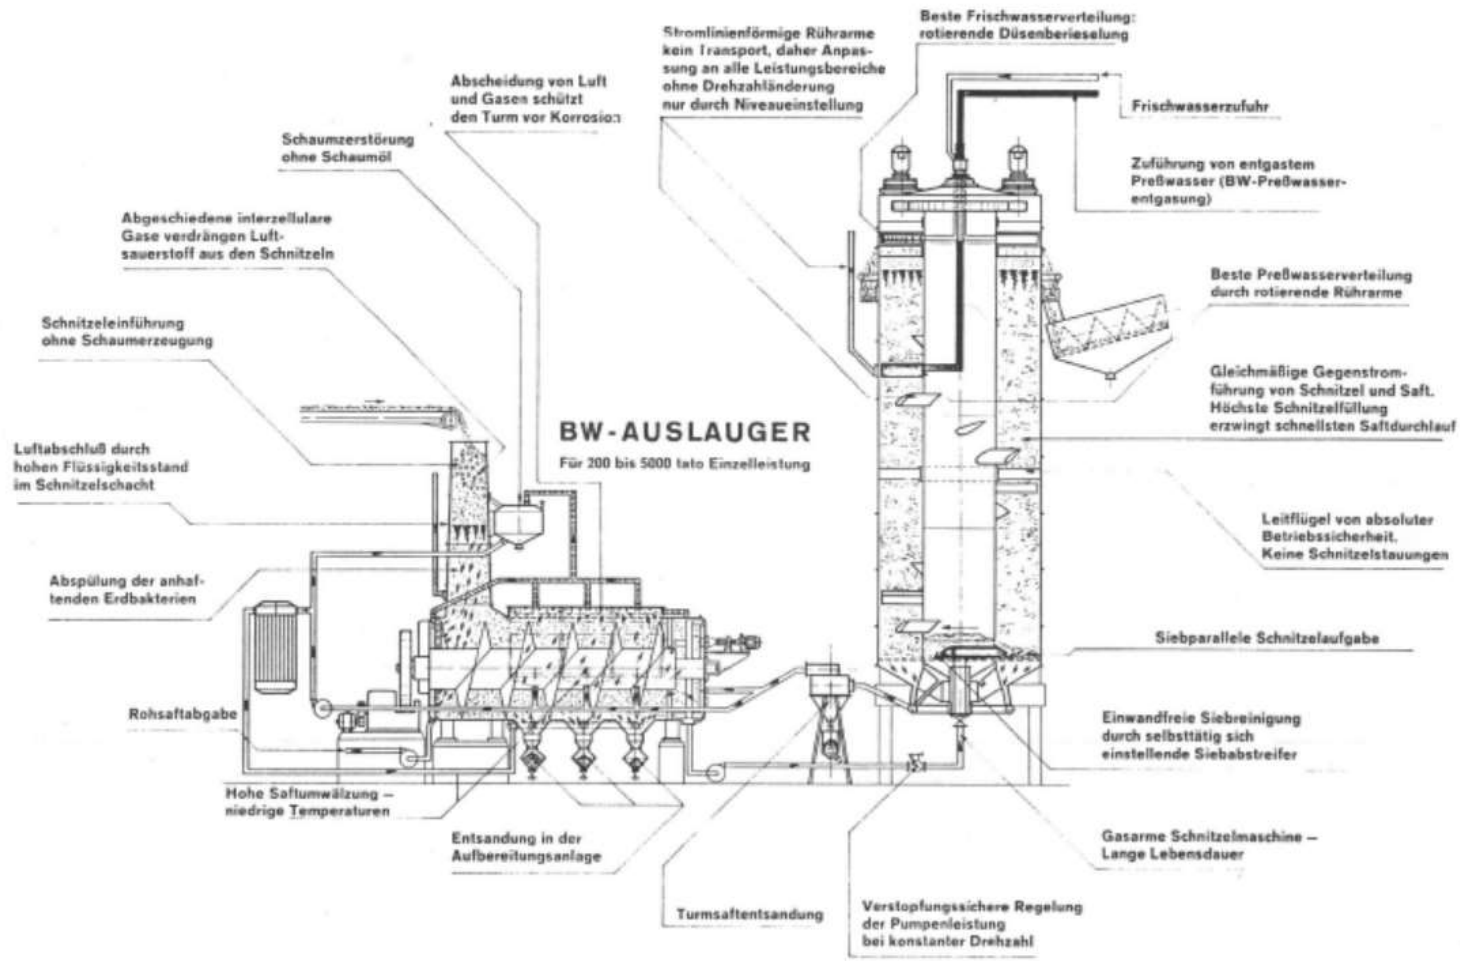 Beste Frischwasserverteilung:
rotierende Düsenberieselung
Stromlinienförmige Rührarme
kein Transport, daher Anpas-
sung an alle Leistungsbereiche
ohne Drehzahländerung
nur durch Niveaueinstellung
Abscheidung von Luft
und Gasen schützt
den Turm vor Korrosion
Frischwasserzufuhr
Schaumzerstörung
ohne Schaumöl
Zuführung von entgastem
Preßwasser (BW-Preßwasser-
entgasung)
Abgeschiedene interzellulare
Gase verdrängen Luft-
sauerstoff aus den Schnitzeln
Beste Preßwasserverteilung
durch rotierende Rührarme
Schnitzeleinführung
ohne Schaumerzeugung
Gleichmäßige Gegenstrom-
führung von Schnitzel und Saft.
Höchste Schnitzelfüllung
erzwingt schnellsten Saftdurchlauf
BW-AUSLAUGER
Für 200 bis 5000 tato Einzelleistung
Luftabschluß durch
hohen Flüssigkeitsstand
im Schnitzelschacht
Leitflügel von absoluter
Betriebssicherheit.
Keine Schnitzelstauungen
Abspülung der anhaf-
tenden Erdbakterien
Siebparallele Schnitzelaufgabe
Rohsaftabgabe
Einwandfreie Siebreinigung
durch selbsttätig sich
einstellende Siebabstreifer
Hohe Saftumwälzung –
niedrige Temperaturen
Entsandung in der
Aufbereitungsanlage
Gasarme Schnitzelmaschine –
Lange Lebensdauer
Turmsaftentsandung
Verstopfungssichere Regelung
der Pumpenleistung
bei konstanter Drehzahl